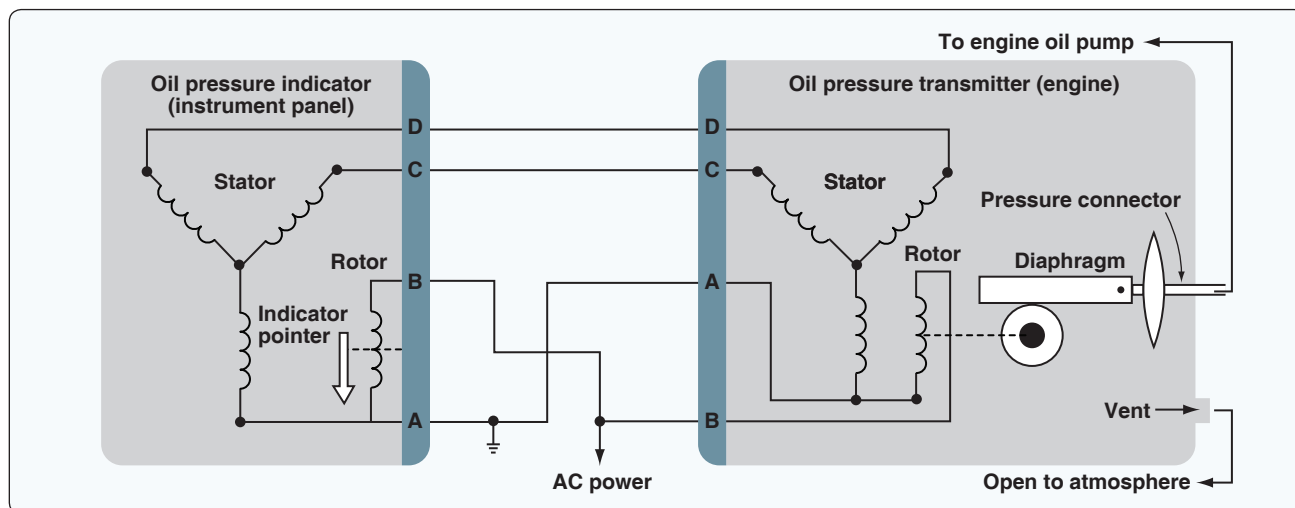 To engine oil pump
Oil pressure indicator
(instrument panel)
Oil pressure transmitter (engine)
D
D
C
C
Stator
Stator
Pressure connector
Rotor
B
A
Rotor
Diaphragm
Indicator
pointer
A
B
Vent
AC power
Open to atmosphere